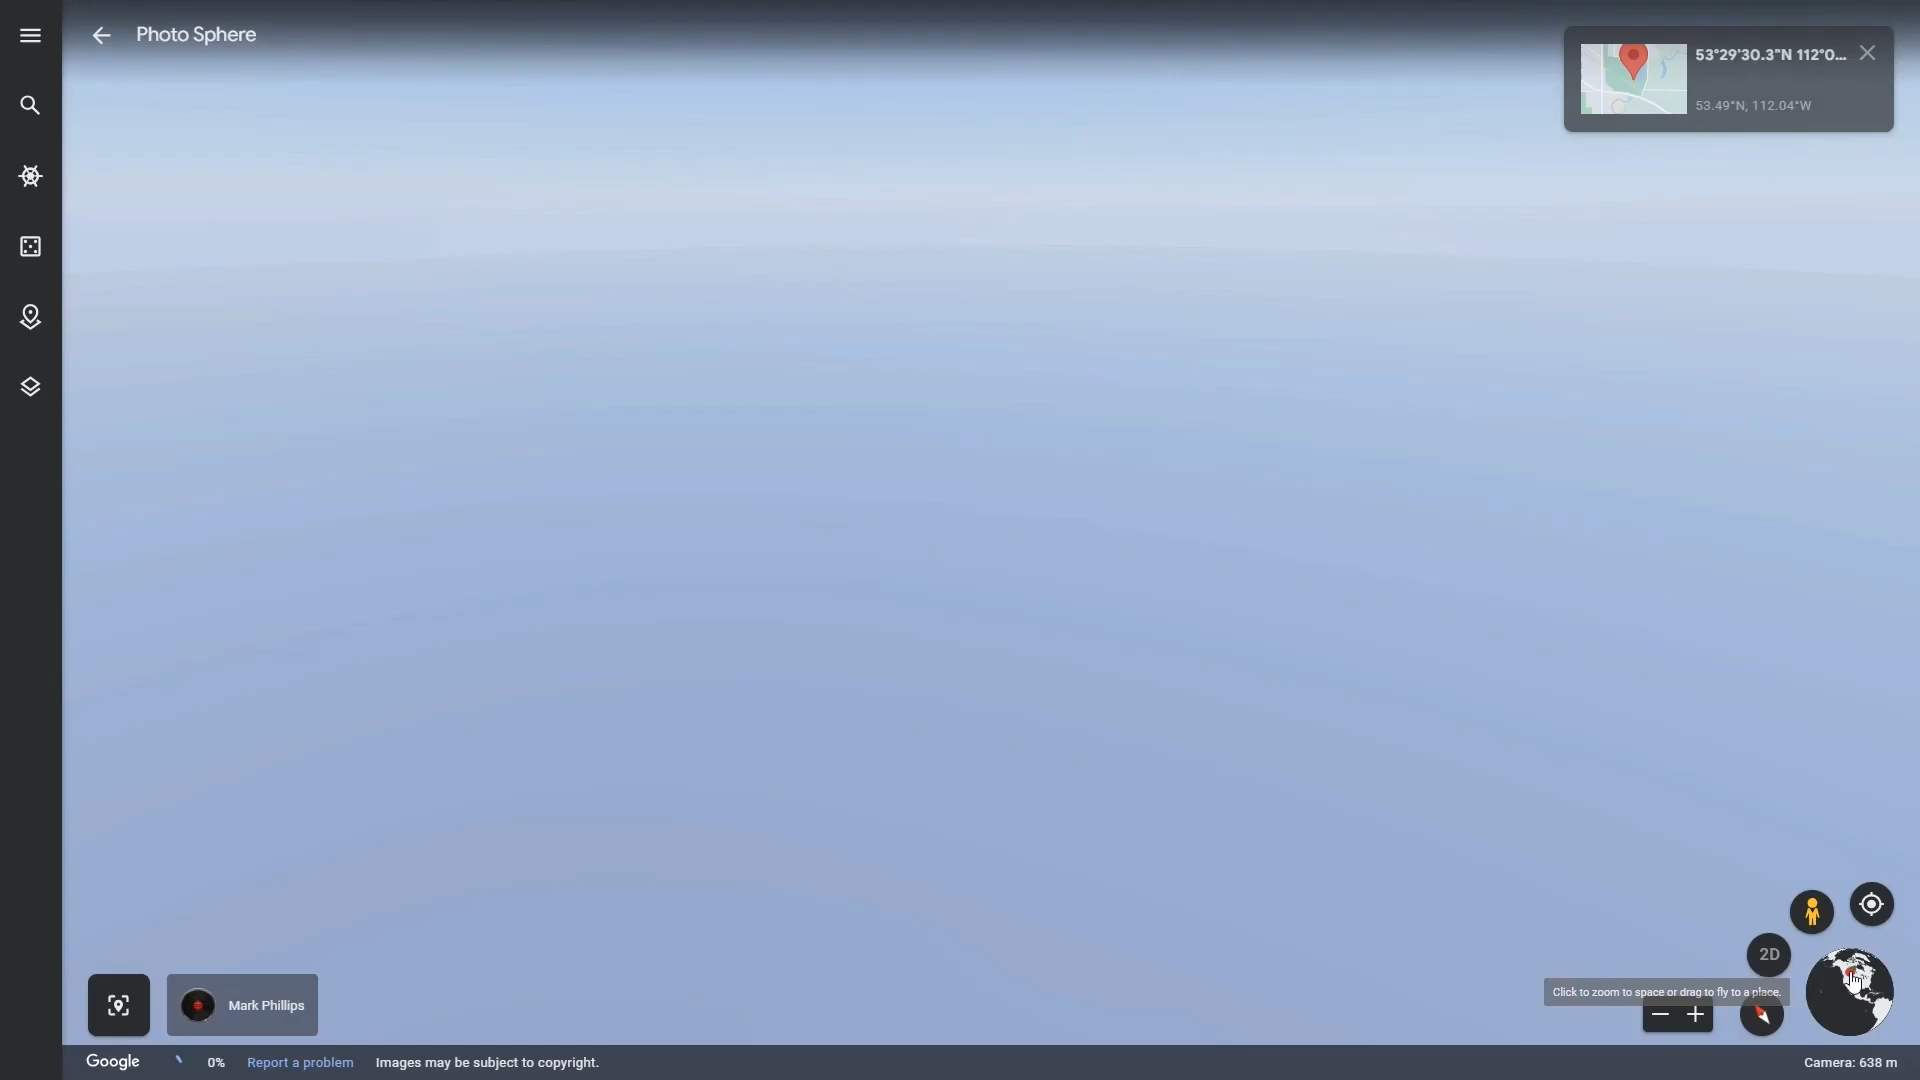 Photo Sphere
53°29'30.3"N 112°0...
53.49°N, 112.04°W
2D
Click to zoom to space or drag to fly to a place.
Mark Phillips
Google
0%
Report a problem
Images may be subject to copyright.
Camera: 638 m